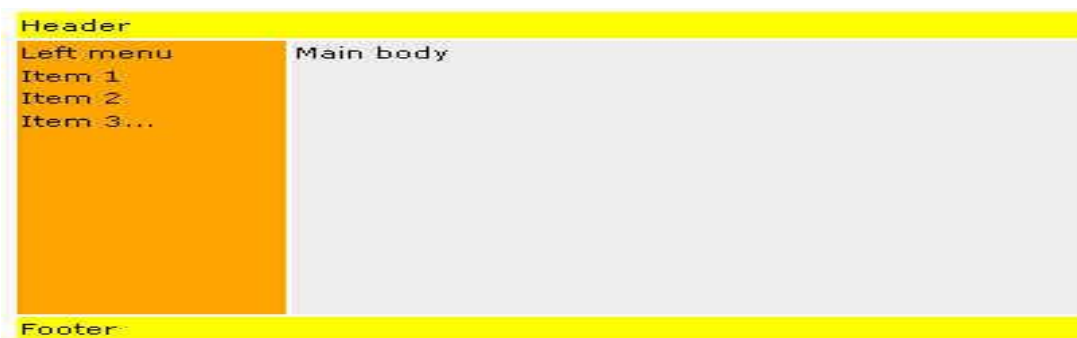 Header
Left menu
Item 1
Item 2
Item 3...
Main body
Footer